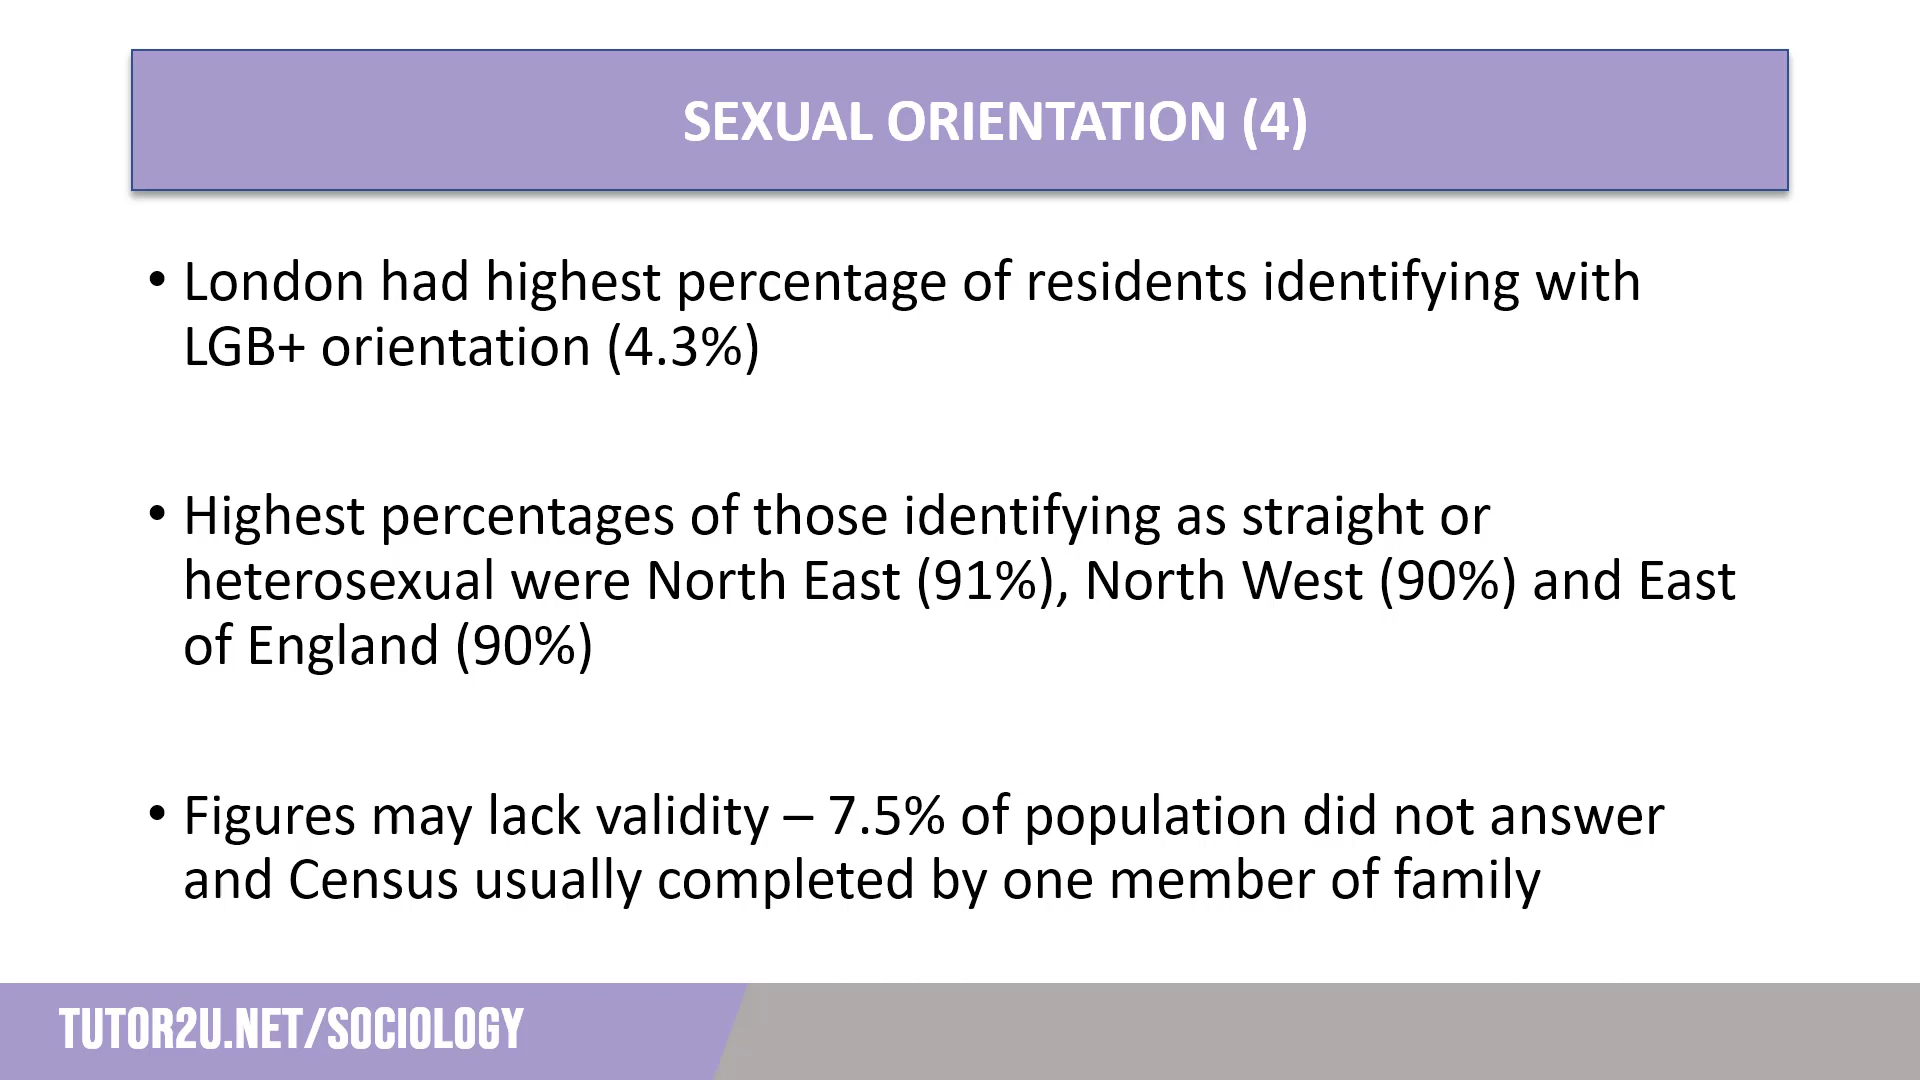 SEXUAL ORIENTATION (4)
• London had highest percentage of residents identifying with
LGB+ orientation (4.3%)
• Highest percentages of those identifying as straight or
heterosexual were North East (91%), North West (90%) and East
of England (90%)
• Figures may lack validity – 7.5% of population did not answer
and Census usually completed by one member of family
TUTOR2U.NET/SOCIOLOGY